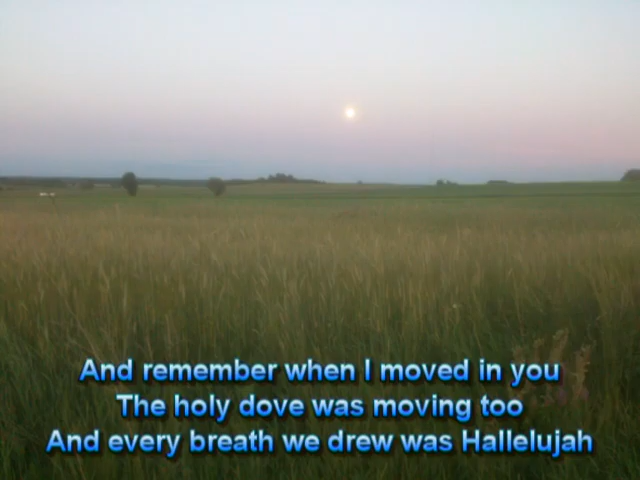 And remember when I moved in you
The holy dove was moving too
And every breath we drew was Hallelujah